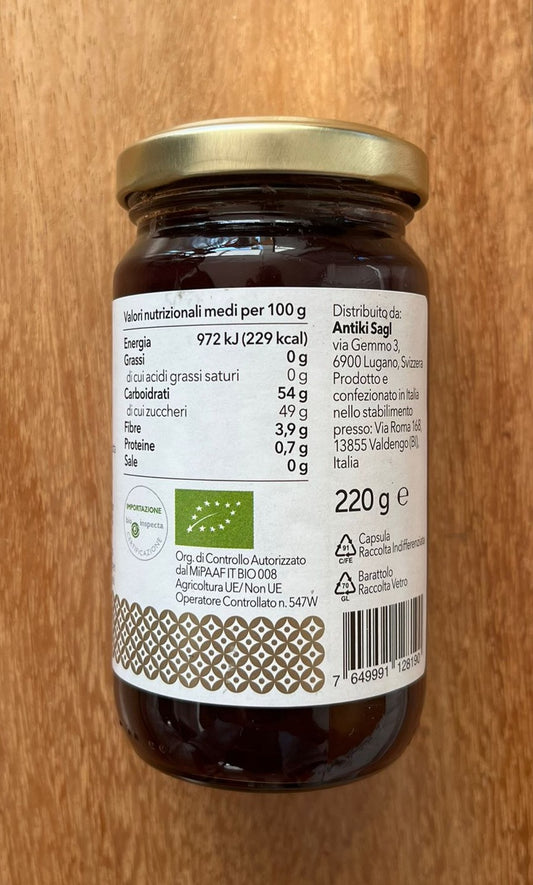 Valori nutrizionali medi per 100 g
Energia 972 kJ (229 kcal)
Grassi 0 g
di cui acidi grassi saturi 0 g
Carboidrati 54 g
di cui zuccheri 49 g
Fibre 3,9 g
Proteine 0,7 g
Sale 0 g
IMPORTAZIONE
bio inspecta
CERTIFICAZIONE
Org. di Controllo Autorizzato
dal MiPAAF IT BIO 008
Agricoltura UE/Non UE
Operatore Controllato n. 547W
Distribuito da:
Antiki Sagl
via Gemmo 3,
6900 Lugano, Svizzera
Prodotto e
confezionato in Italia
nello stabilimento
presso: Via Roma 168,
13855 Valdengo (BI),
Italia
220 g ℮
91
C/FE
Capsula
Raccolta Indifferenziata
70
GL
Barattolo
Raccolta Vetro
7 649991 128190